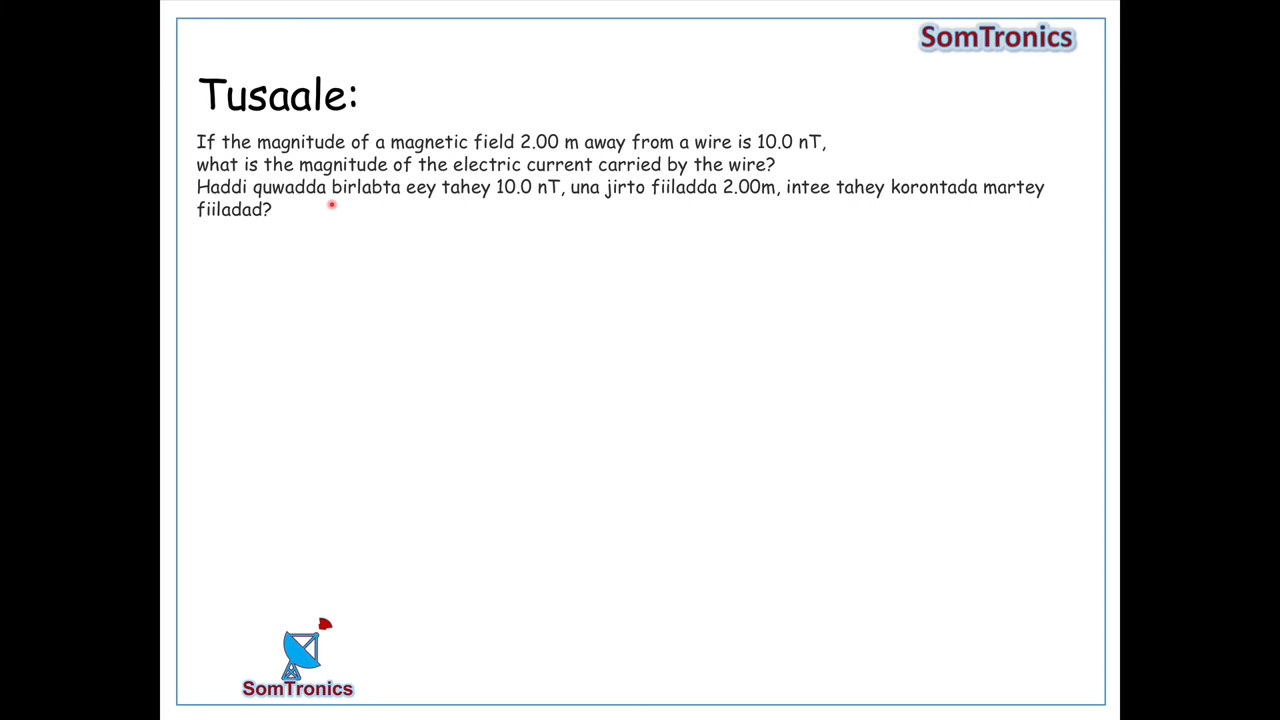 SomTronics
Tusaale:
If the magnitude of a magnetic field 2.00 m away from a wire is 10.0 nT,
what is the magnitude of the electric current carried by the wire?
Haddi quwadda birlabta eey tahey 10.0 nT, una jirto fiiladda 2.00m, intee tahey korontada martey
fiiladad?
SomTronics